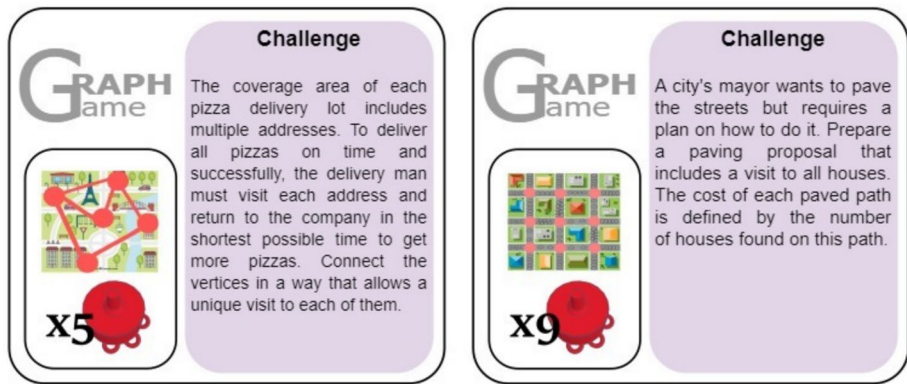 GRAPH
Game
Challenge
The coverage area of each
pizza delivery lot includes
multiple addresses. To deliver
all pizzas on time and
successfully, the delivery man
must visit each address and
return to the company in the
shortest possible time to get
more pizzas. Connect the
vertices in a way that allows a
unique visit to each of them.
x5
GRAPH
Game
Challenge
A city's mayor wants to pave
the streets but requires a
plan on how to do it. Prepare
a paving proposal that
includes a visit to all houses.
The cost of each paved path
is defined by the number
of houses found on this path.
x9